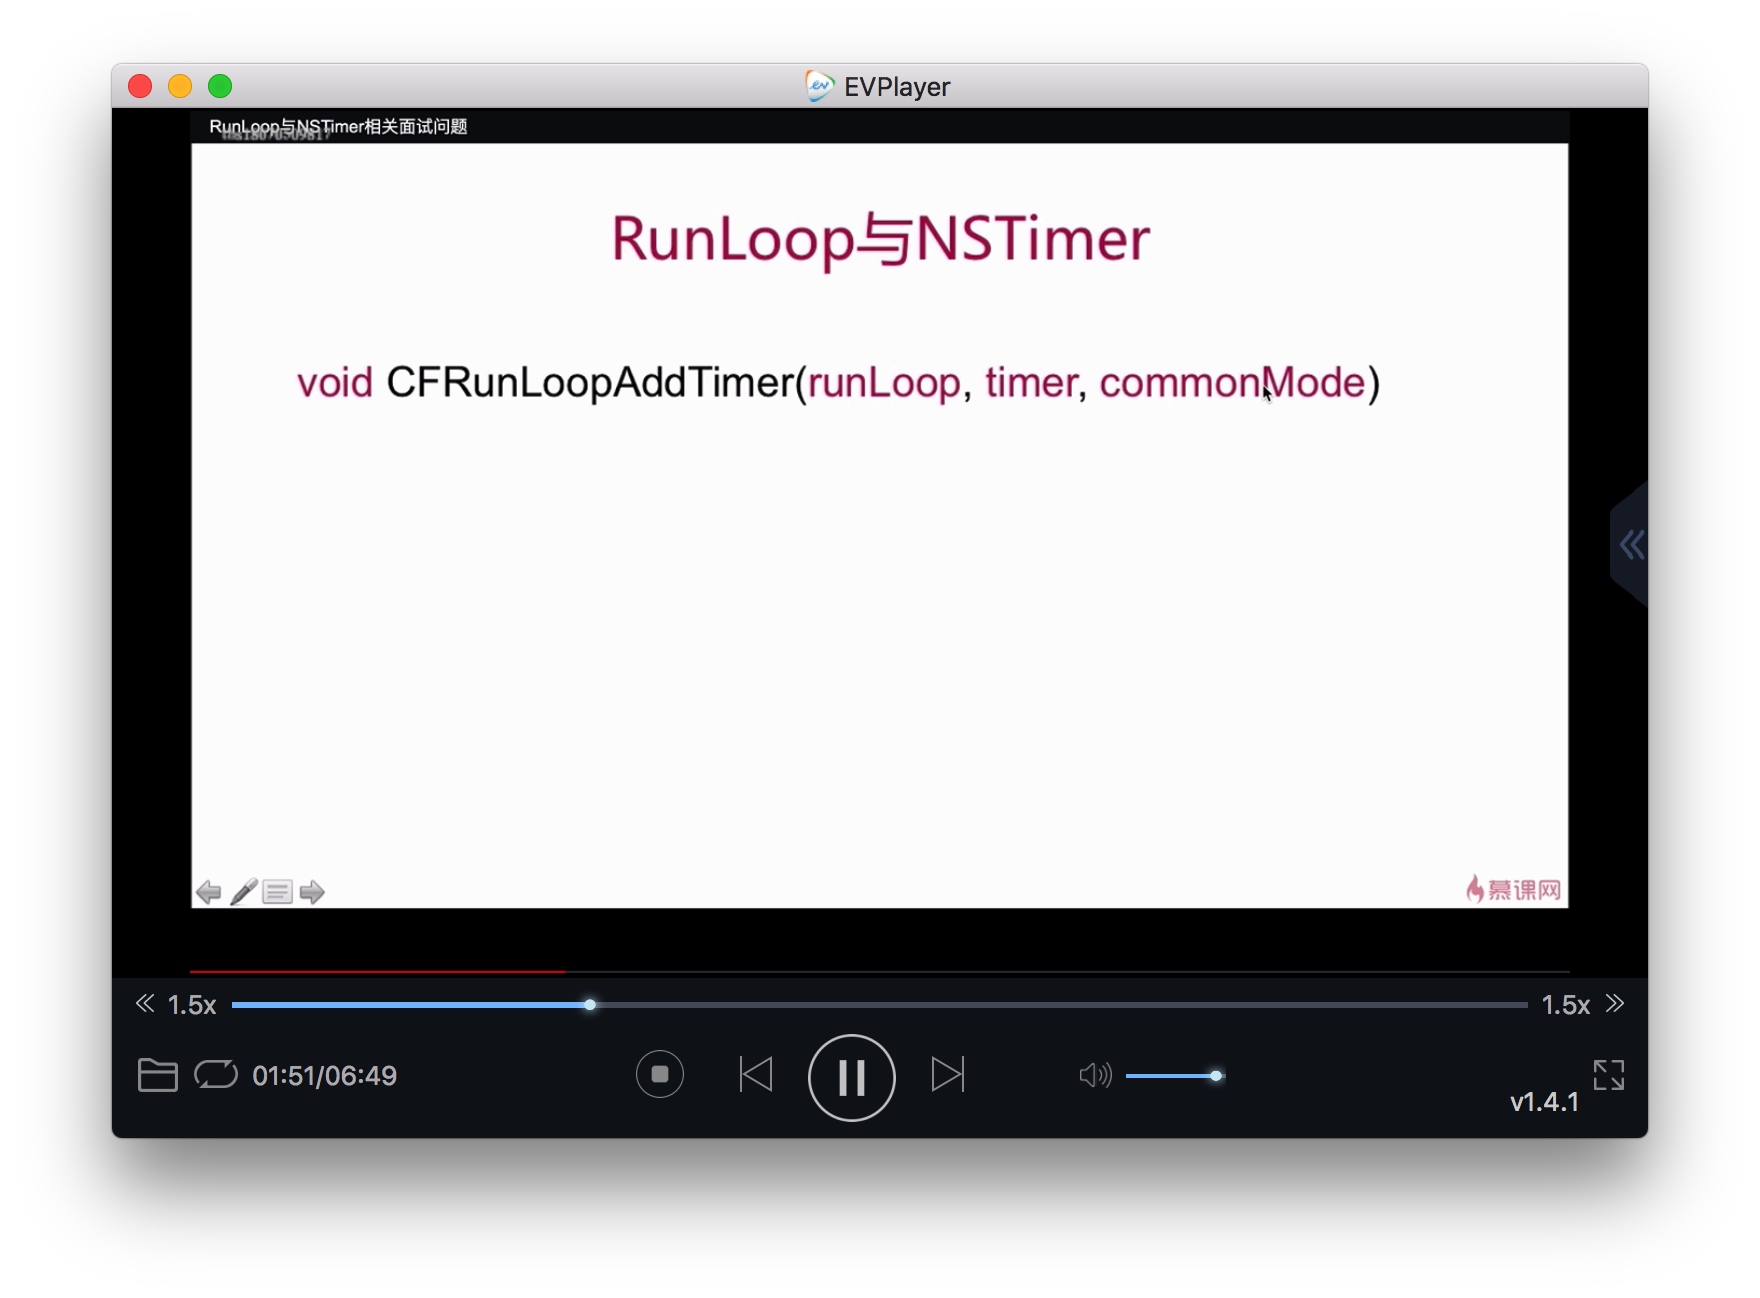 EVPlayer
RunLoop与NSTimer相关面试问题
RunLoop与NSTimer
void CFRunLoopAddTimer(runLoop, timer, commonMode)
慕课网
1.5x
1.5x
01:51/06:49
v1.4.1